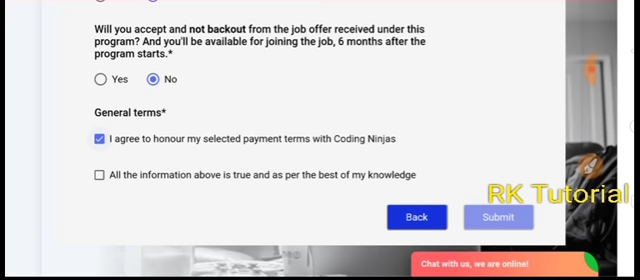 Will you accept and not backout from the job offer received under this
program? And you'll be available for joining the job, 6 months after the
program starts.*
Yes No
General terms*
I agree to honour my selected payment terms with Coding Ninjas
All the information above is true and as per the best of my knowledge
RK Tutorial
Back Submit
Chat with us, we are online!